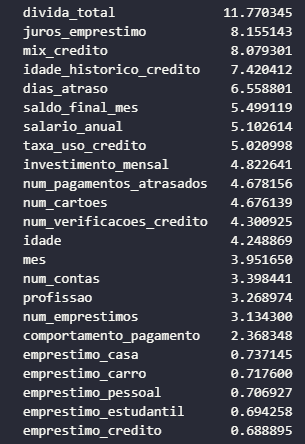 divida_total 11.770345
juros_emprestimo 8.155143
mix_credito 8.079301
idade_historico_credito 7.420412
dias_atraso 6.558801
saldo_final_mes 5.499119
salario_anual 5.102614
taxa_uso_credito 5.020998
investimento_mensal 4.822641
num_pagamentos_atrasados 4.678156
num_cartoes 4.676139
num_verificacoes_credito 4.300925
idade 4.248869
mes 3.951650
num_contas 3.398441
profissao 3.268974
num_emprestimos 3.134300
comportamento_pagamento 2.368348
emprestimo_casa 0.737145
emprestimo_carro 0.717600
emprestimo_pessoal 0.706927
emprestimo_estudantil 0.694258
emprestimo_credito 0.688895